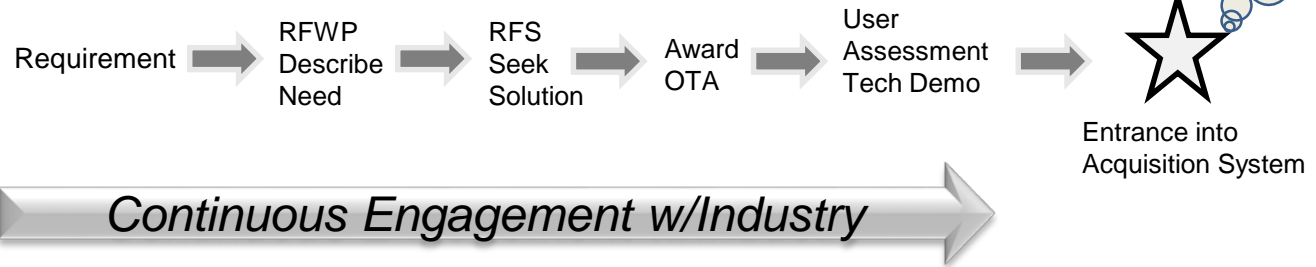 Requirement
RFWP
Describe
Need
RFS
Seek
Solution
Award
OTA
User
Assessment
Tech Demo
Entrance into
Acquisition System
Continuous Engagement w/Industry